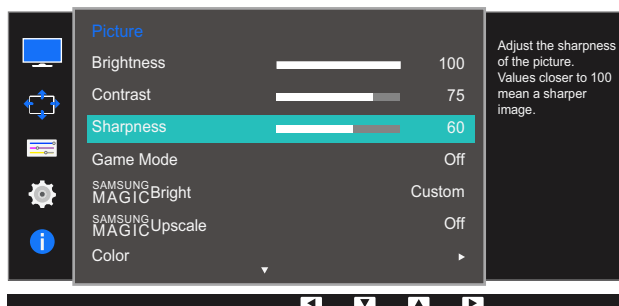 Picture
Brightness 100
Contrast 75
Sharpness 60
Game Mode Off
SAMSUNG MAGIC Bright Custom
SAMSUNG MAGIC Upscale Off
Color
Adjust the sharpness
of the picture.
Values closer to 100
mean a sharper
image.